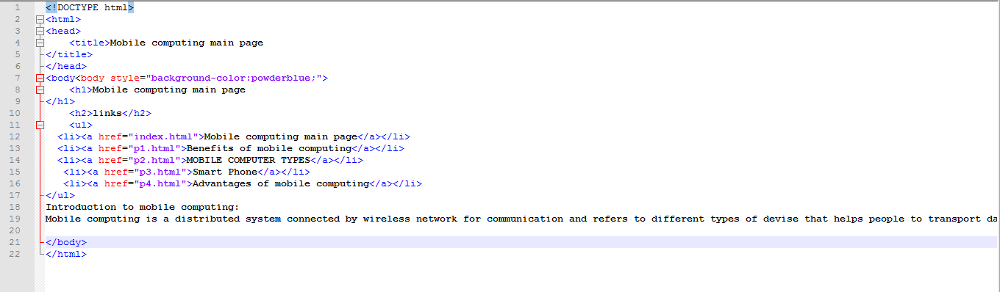 1 <!DOCTYPE html>
2 <html>
3 <head>
4 <title>Mobile computing main page
5 </title>
6 </head>
7 <body<body style="background-color:powderblue;">
8 <h1>Mobile computing main page
9 </h1>
10 <h2>links</h2>
11 <ul>
12 <li><a href="index.html">Mobile computing main page</a></li>
13 <li><a href="p1.html">Benefits of mobile computing</a></li>
14 <li><a href="p2.html">MOBILE COMPUTER TYPES</a></li>
15 <li><a href="p3.html">Smart Phone</a></li>
16 <li><a href="p4.html">Advantages of mobile computing</a></li>
17 </ul>
18 Introduction to mobile computing:
19 Mobile computing is a distributed system connected by wireless network for communication and refers to different types of devise that helps people to transport da
20
21 </body>
22 </html>